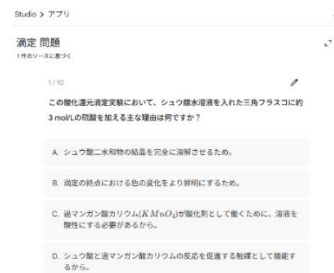 Studio > アプリ
滴定 問題
1 件のソースに基づく
1 / 10
この酸化還元滴定実験において、シュウ酸水溶液を入れた三角フラスコに約
3 mol/Lの硫酸を加える主な理由は何ですか？
A. シュウ酸二水和物の結晶を完全に溶解させるため。
B. 滴定の終点における色の変化をより鮮明にするため。
C. 過マンガン酸カリウム(KMnO₄)が酸化剤として働くために、溶液を
酸性にする必要があるから。
D. シュウ酸と過マンガン酸カリウムの反応を促進する触媒として機能す
るから。